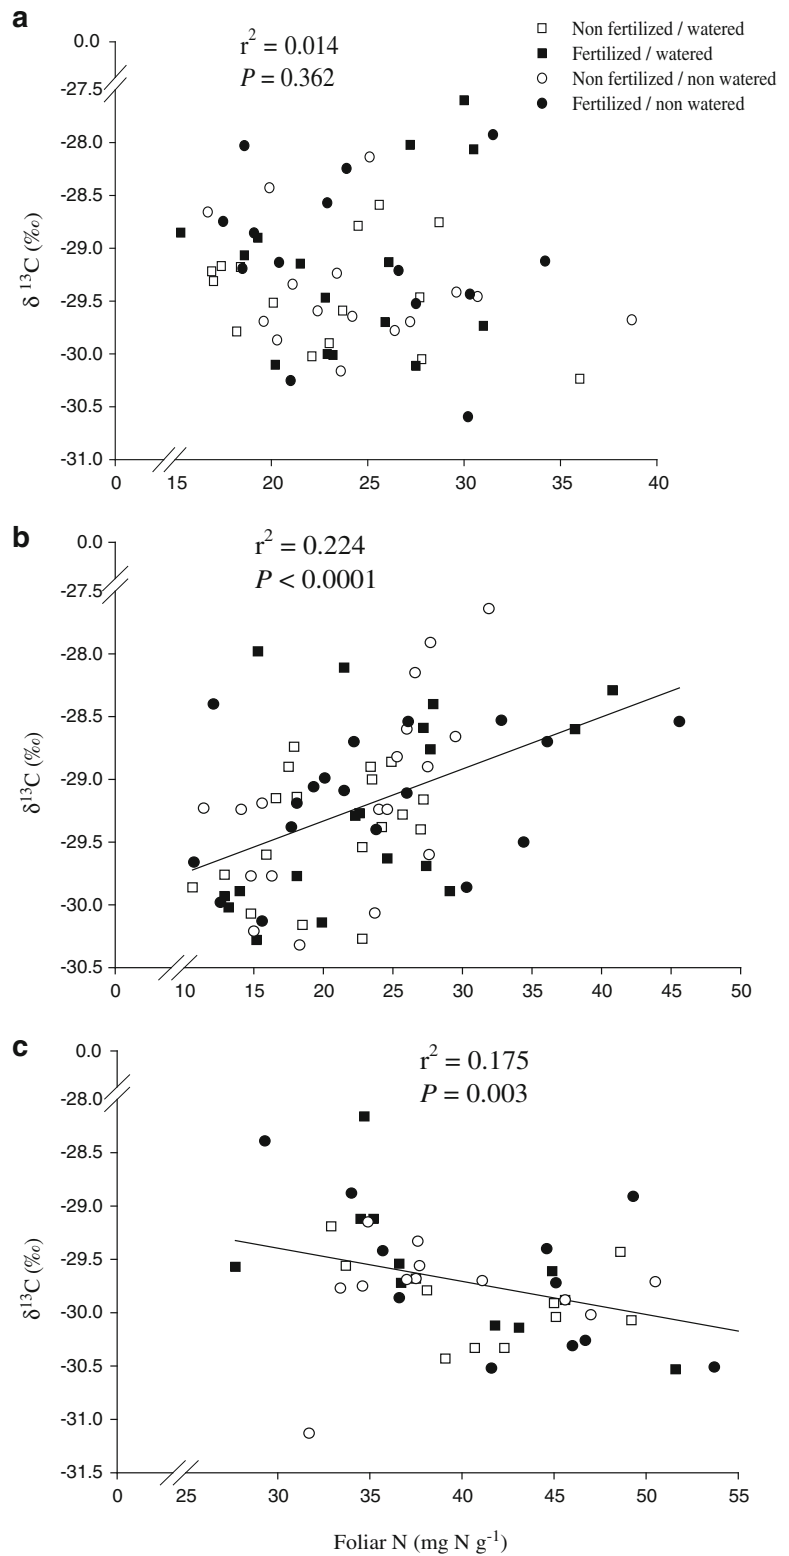 a
r² = 0.014
P = 0.362
□ Non fertilized / watered
■ Fertilized / watered
○ Non fertilized / non watered
● Fertilized / non watered
0.0
-27.5
-28.0
-28.5
-29.0
-29.5
-30.0
-30.5
-31.0
δ ¹³C (‰)
0 15 20 25 30 35 40
b
r² = 0.224
P < 0.0001
0.0
-27.5
-28.0
-28.5
-29.0
-29.5
-30.0
-30.5
δ¹³C (‰)
0 10 15 20 25 30 35 40 45 50
c
r² = 0.175
P = 0.003
0.0
-28.0
-28.5
-29.0
-29.5
-30.0
-30.5
-31.0
-31.5
δ¹³C (‰)
0 25 30 35 40 45 50 55
Foliar N (mg N g⁻¹)